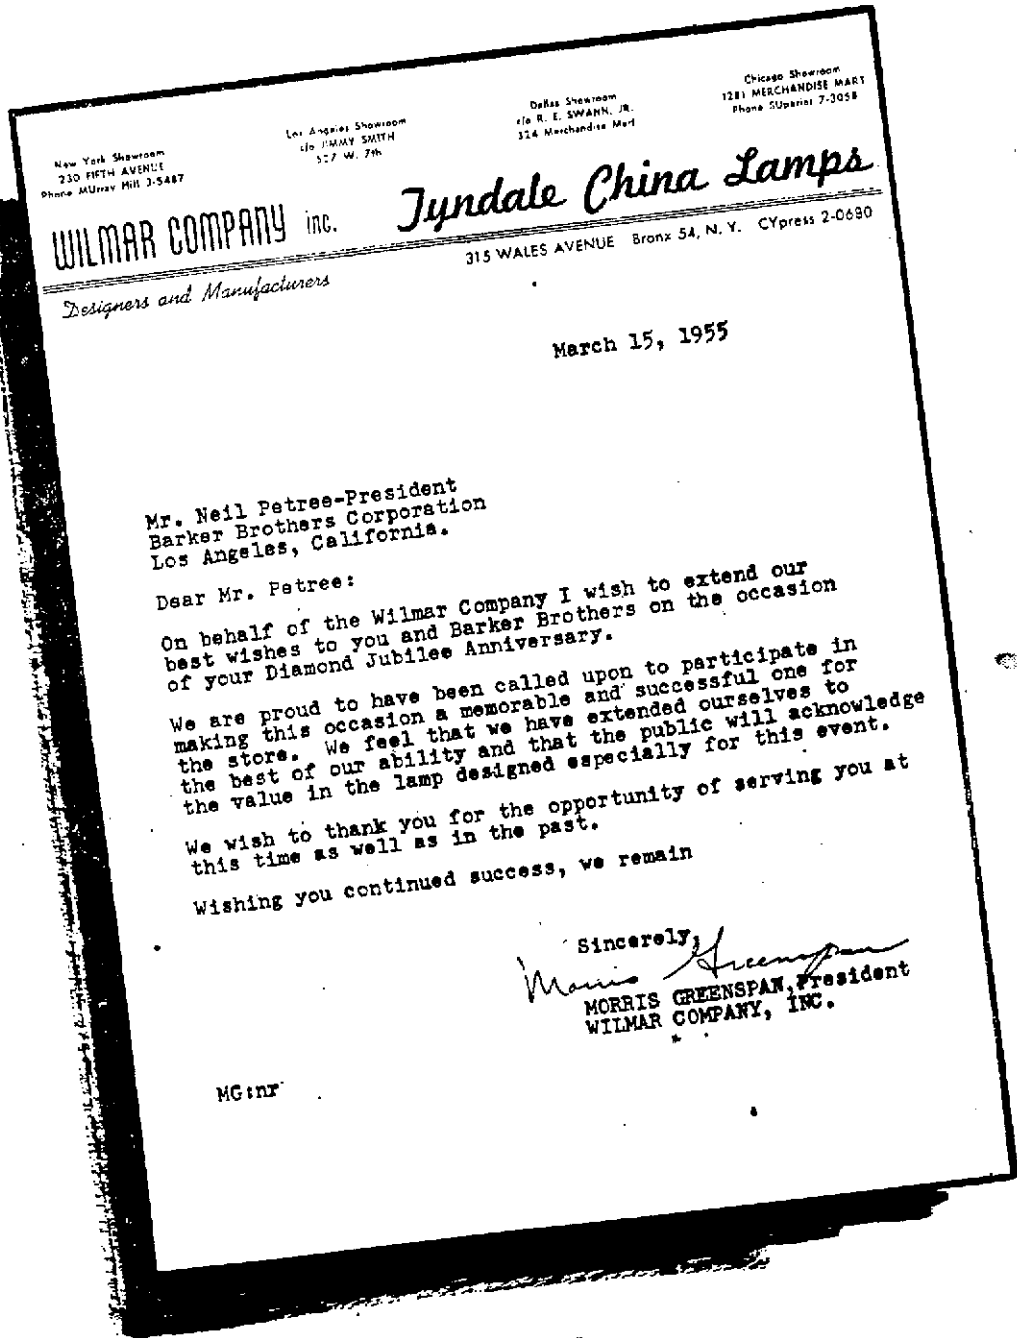 New York Showroom
230 FIFTH AVENUE
Phone MUrray Hill 3-5487
Los Angeles Showroom
c/o JIMMY SMITH
527 W. 7th
Dallas Showroom
c/o R. E. SWANN, JR.
324 Merchandise Mart
Chicago Showroom
1281 MERCHANDISE MART
Phone SUperior 7-3058
WILMAR COMPANY inc.
Tyndale China Lamps
Designers and Manufacturers
315 WALES AVENUE Bronx 54, N. Y. CYpress 2-0680
March 15, 1955
Mr. Neil Petree-President
Barker Brothers Corporation
Los Angeles, California.
Dear Mr. Petree:
On behalf of the Wilmar Company I wish to extend our
best wishes to you and Barker Brothers on the occasion
of your Diamond Jubilee Anniversary.
We are proud to have been called upon to participate in
making this occasion a memorable and successful one for
the store. We feel that we have extended ourselves to
the best of our ability and that the public will acknowledge
the value in the lamp designed especially for this event.
We wish to thank you for the opportunity of serving you at
this time as well as in the past.
Wishing you continued success, we remain
Sincerely,
Morris Greenspan
MORRIS GREENSPAN, President
WILMAR COMPANY, INC.
MG:nr